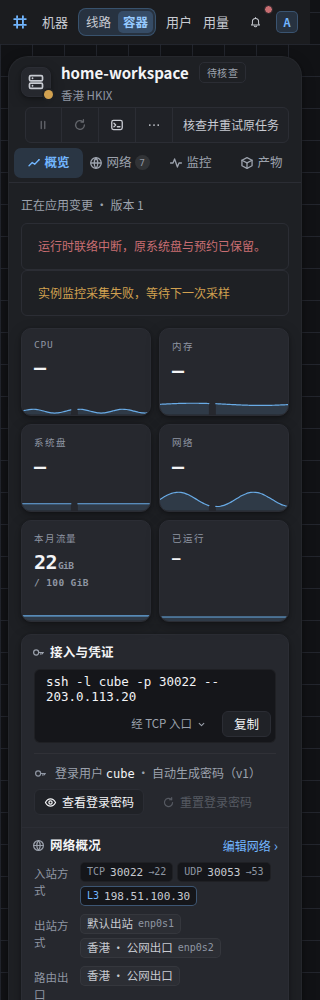 机器 线路 容器 用户 用量 A
home-workspace 待核查
香港 HKIX
核查并重试原任务
概览 网络 7 监控 产物
正在应用变更 · 版本 1
运行时联络中断，原系统盘与预约已保留。
实例监控采集失败，等待下一次采样
CPU 内存
— —
系统盘 网络
— —
本月流量 已运行
22 GiB —
/ 100 GiB
接入与凭证
ssh -l cube -p 30022 --
203.0.113.20
经 TCP 入口 复制
登录用户 cube · 自动生成密码（v1）
查看登录密码 重置登录密码
网络概况 编辑网络 ›
入站方式 TCP 30022 →22 UDP 30053 →53
L3 198.51.100.30
出站方式 默认出站 enp0s1
香港 · 公网出口 enp0s2
路由出口 香港 · 公网出口